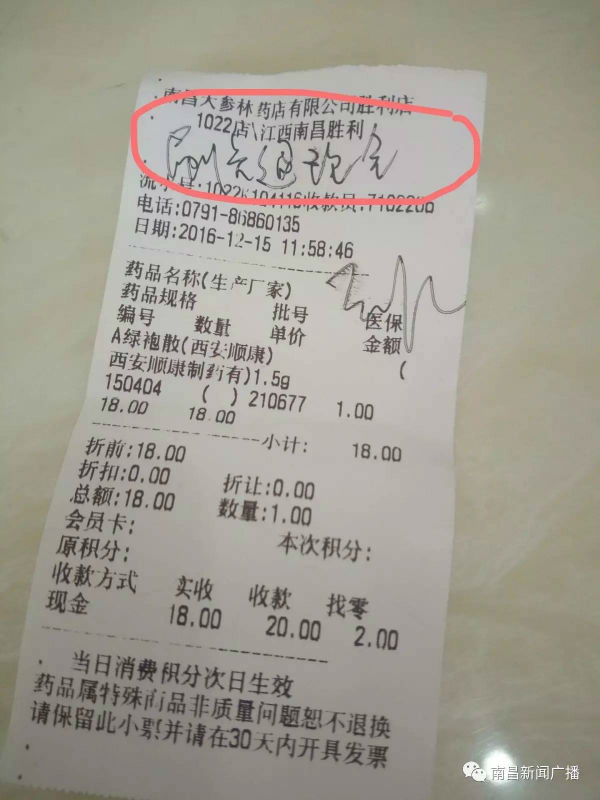 南昌大参林药店有限公司胜利店
1022店\江西南昌胜利
刷卡退现金
电话:0791-86860135
日期:2016-12-15 11:58:46
药品名称(生产厂家)
药品规格 批号 医保
编号 数量 单价 金额
A绿袍散(西安顺康) (
西安顺康制药有)1.5g
150404 ( ) 210677 1.00
18.00 18.00
小计: 18.00
折前:18.00
折扣:0.00 折让:0.00
总额:18.00 数量:1.00
会员卡:
原积分: 本次积分:
收款方式 实收 收款 找零
现金 18.00 20.00 2.00
当日消费积分次日生效
药品属特殊商品非质量问题恕不退换
请保留此小票并请在30天内开具发票
南昌新闻广播